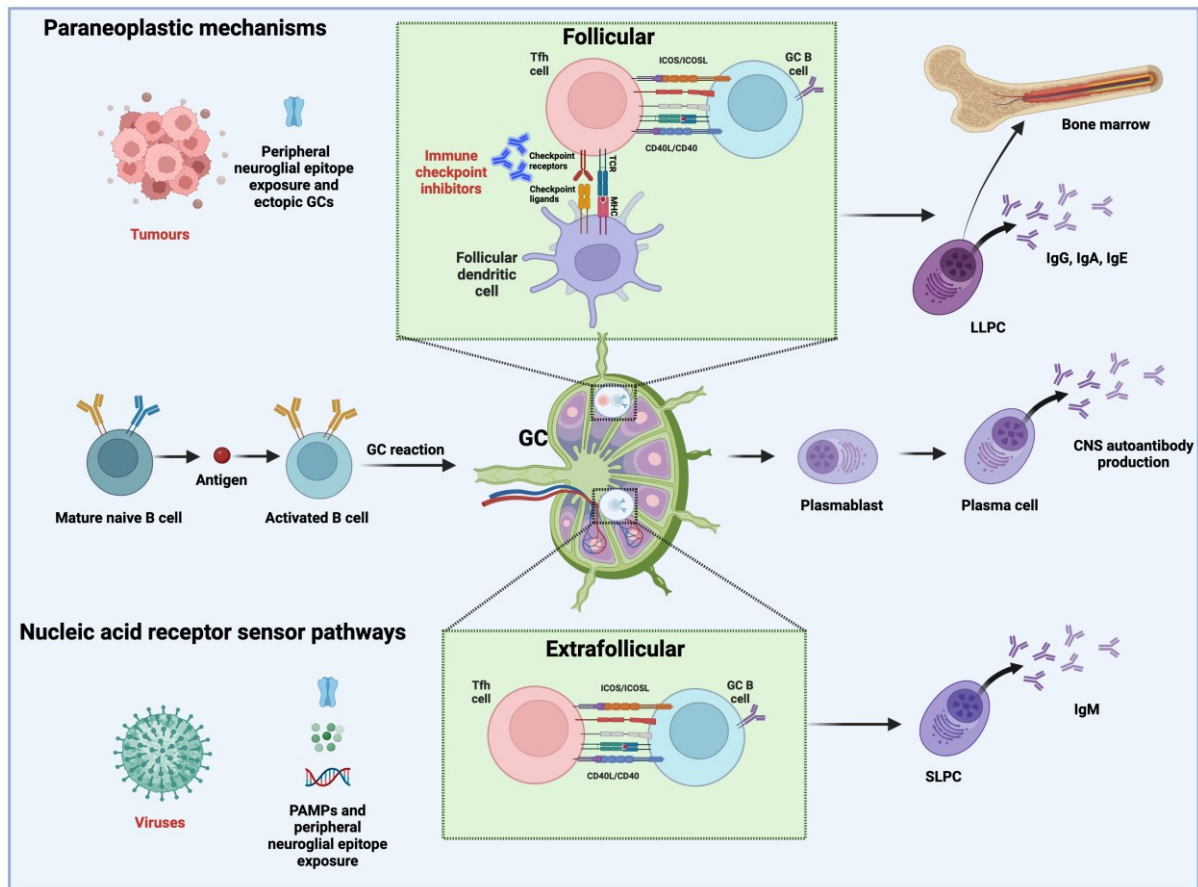 Paraneoplastic mechanisms
Tumours
Peripheral
neuroglial epitope
exposure and
ectopic GCs
Follicular
Tfh
cell
ICOS/ICOSL
GC B
cell
CD40L/CD40
Immune
checkpoint
inhibitors
Checkpoint
receptors
Checkpoint
ligands
TCR
MHC
Follicular
dendritic
cell
Bone marrow
IgG, IgA, IgE
LLPC
Mature naive B cell
Antigen
Activated B cell
GC reaction
GC
Plasmablast
Plasma cell
CNS autoantibody
production
Nucleic acid receptor sensor pathways
Viruses
PAMPs and
peripheral
neuroglial epitope
exposure
Extrafollicular
Tfh
cell
ICOS/ICOSL
GC B
cell
CD40L/CD40
IgM
SLPC